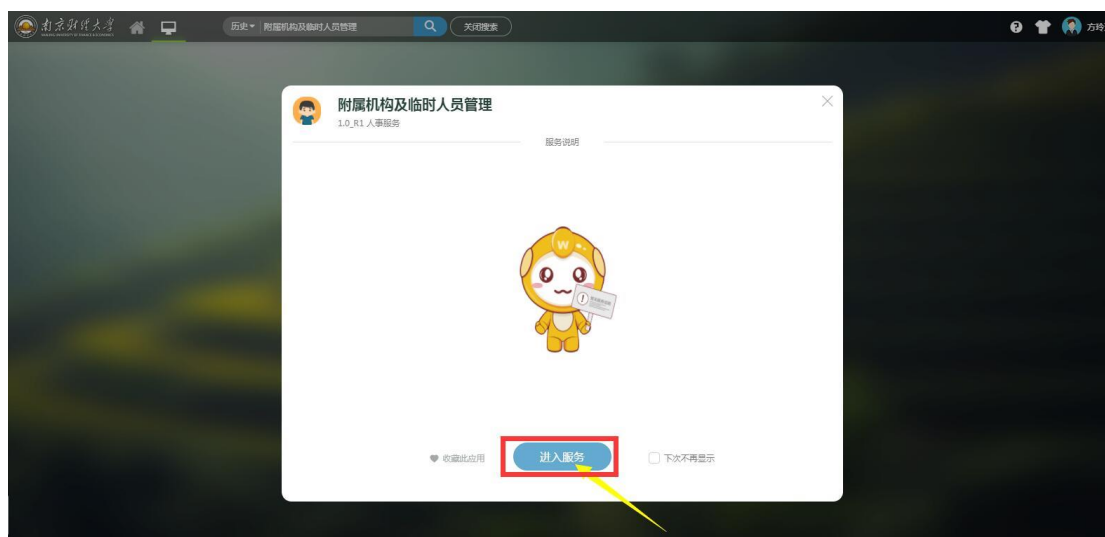 南京财经大学
历史 附属机构及临时人员管理 关闭搜索
方玲
附属机构及临时人员管理
1.0_R1 人事服务
服务说明
W
收藏此应用 进入服务 下次不再显示